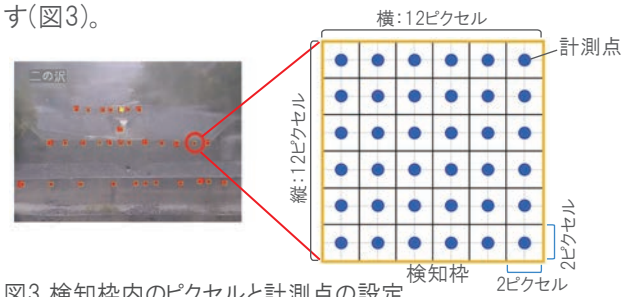 す(図3)。
横:12ピクセル
計測点
二の沢
縦:12ピクセル
2ピクセル
検知枠
2ピクセル
図3 検知枠内のピクセルと計測点の設定